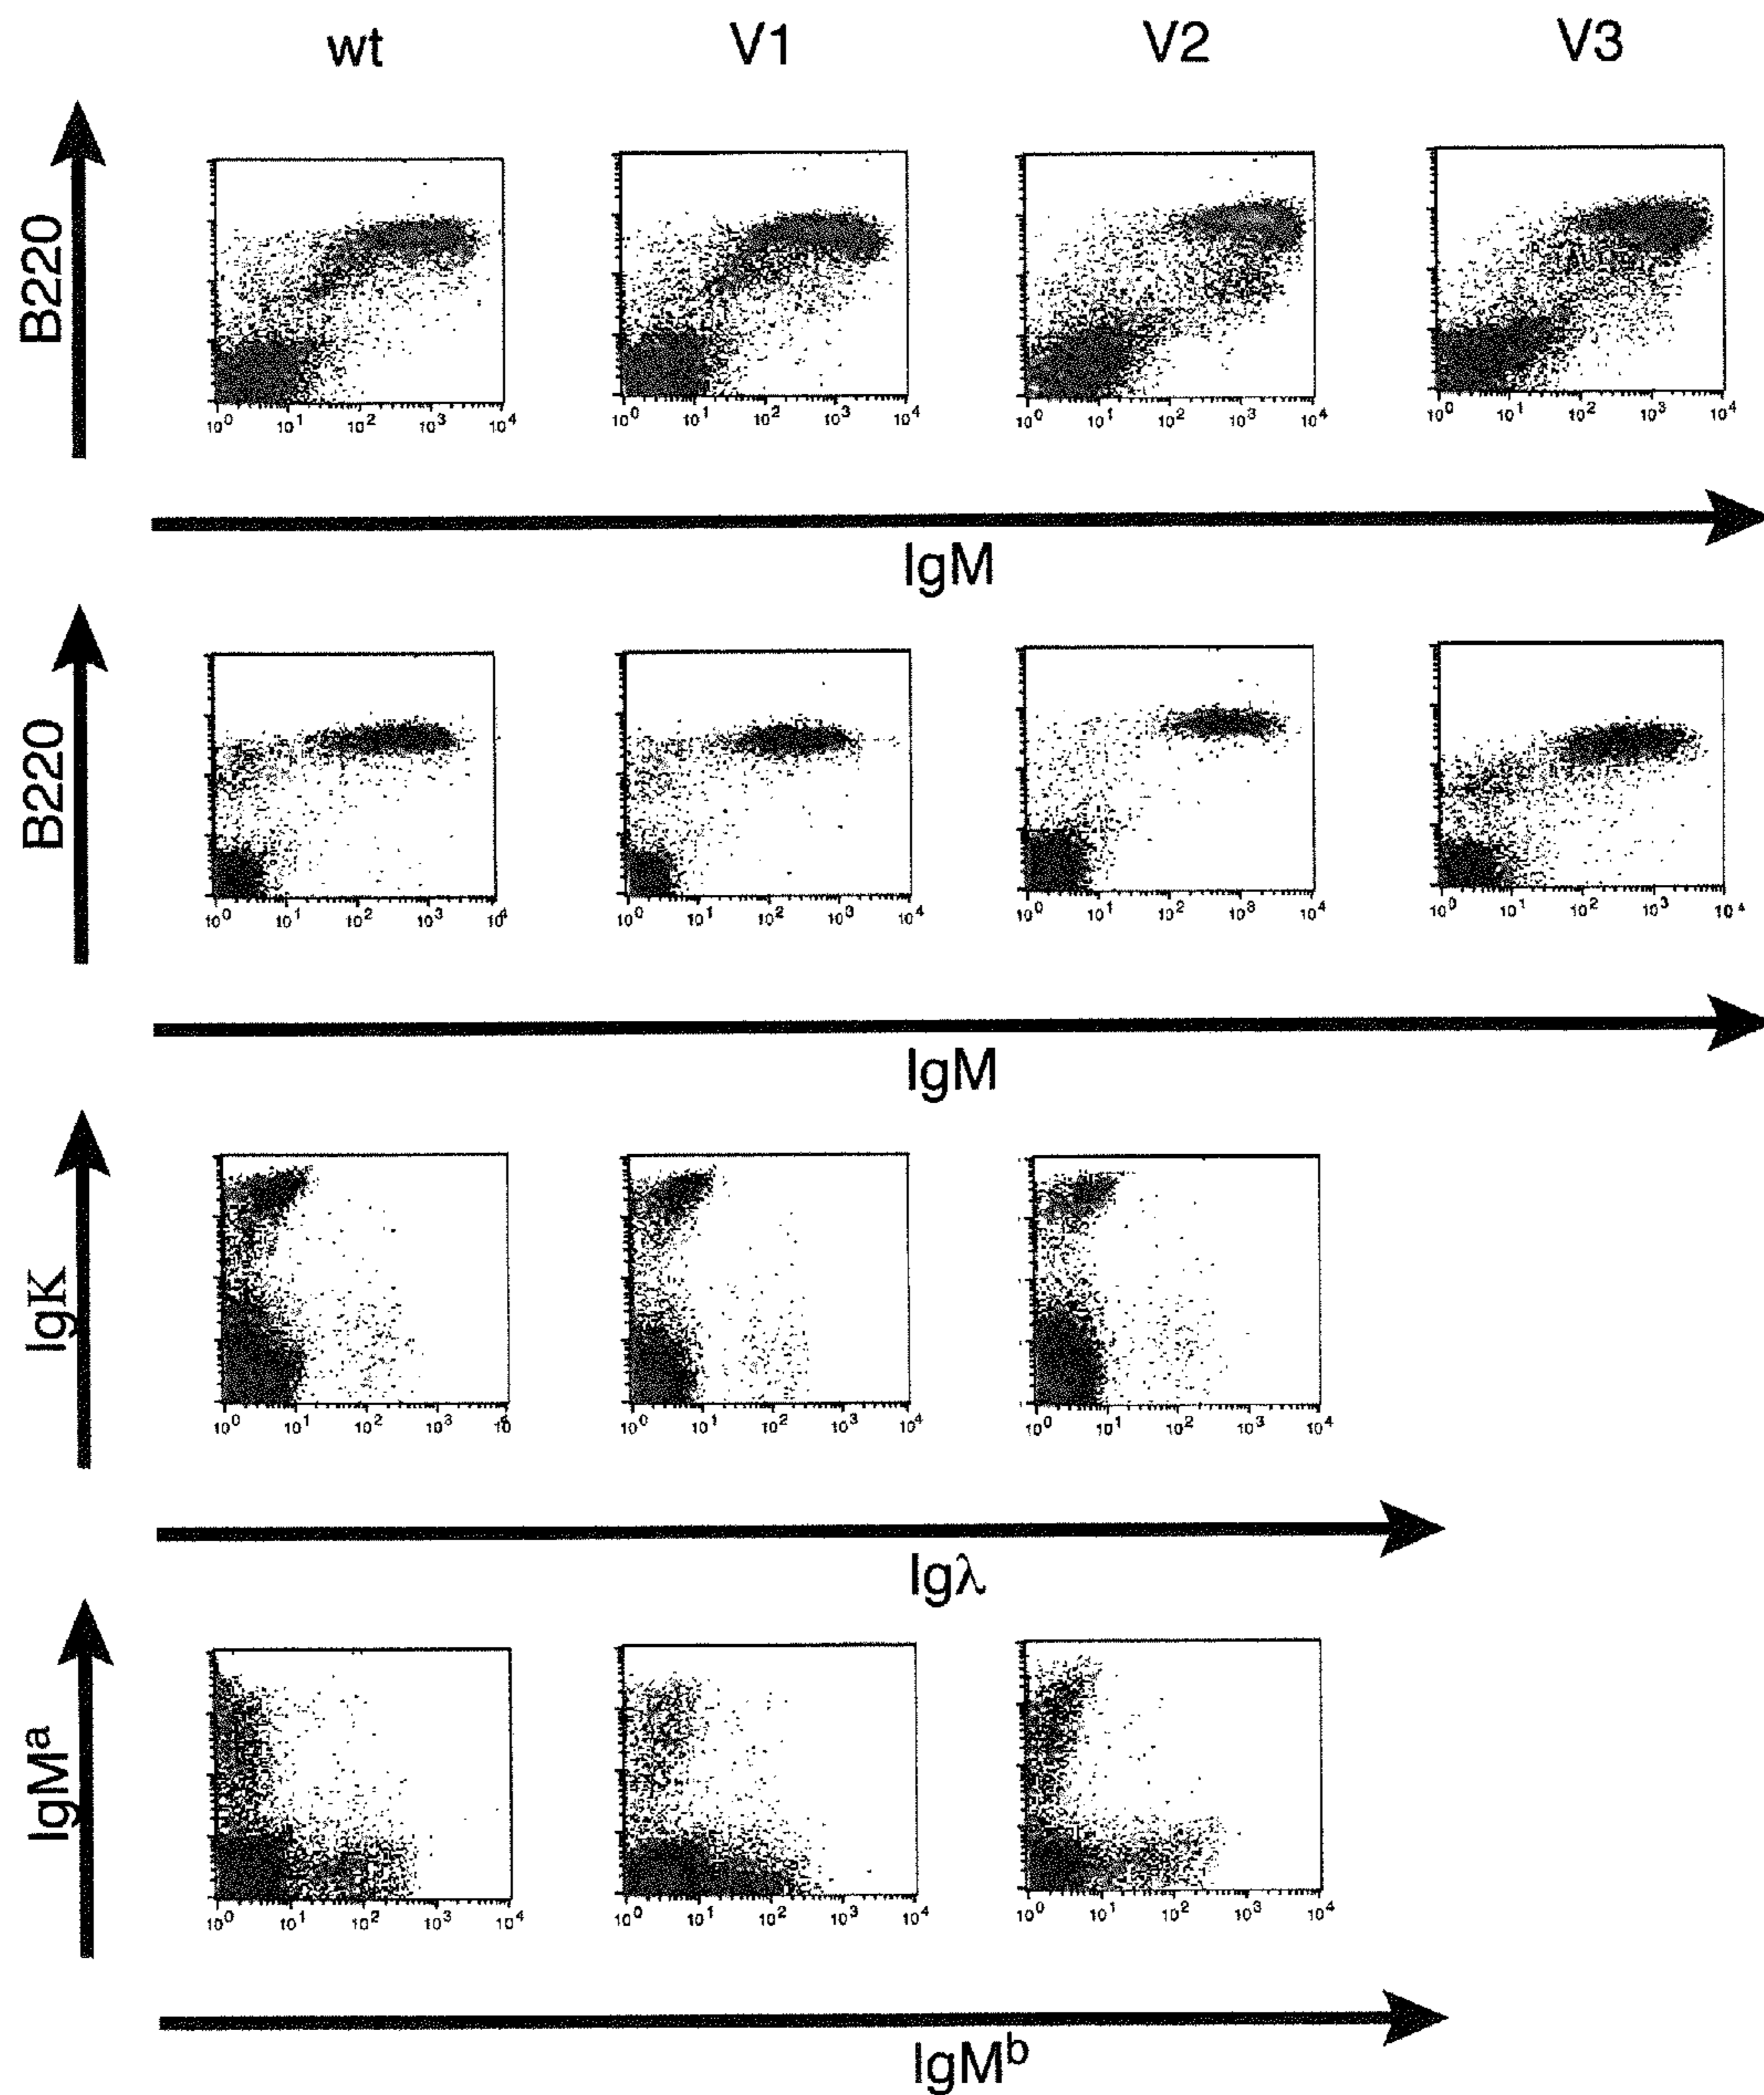 wt V1 V2 V3
B220
10⁰ 10¹ 10² 10³ 10⁴ 10⁰ 10¹ 10² 10³ 10⁴ 10⁰ 10¹ 10² 10³ 10⁴ 10⁰ 10¹ 10² 10³ 10⁴
IgM
B220
10⁰ 10¹ 10² 10³ 10⁴ 10⁰ 10¹ 10² 10³ 10⁴ 10⁰ 10¹ 10² 10³ 10⁴ 10⁰ 10¹ 10² 10³ 10⁴
IgM
IgK
10⁰ 10¹ 10² 10³ 10⁰ 10¹ 10² 10³ 10⁴ 10⁰ 10¹ 10² 10³ 10⁴
Igλ
IgMᵃ
10⁰ 10¹ 10² 10³ 10⁴ 10⁰ 10¹ 10² 10³ 10⁴ 10⁰ 10¹ 10² 10³ 10⁴
IgMᵇ